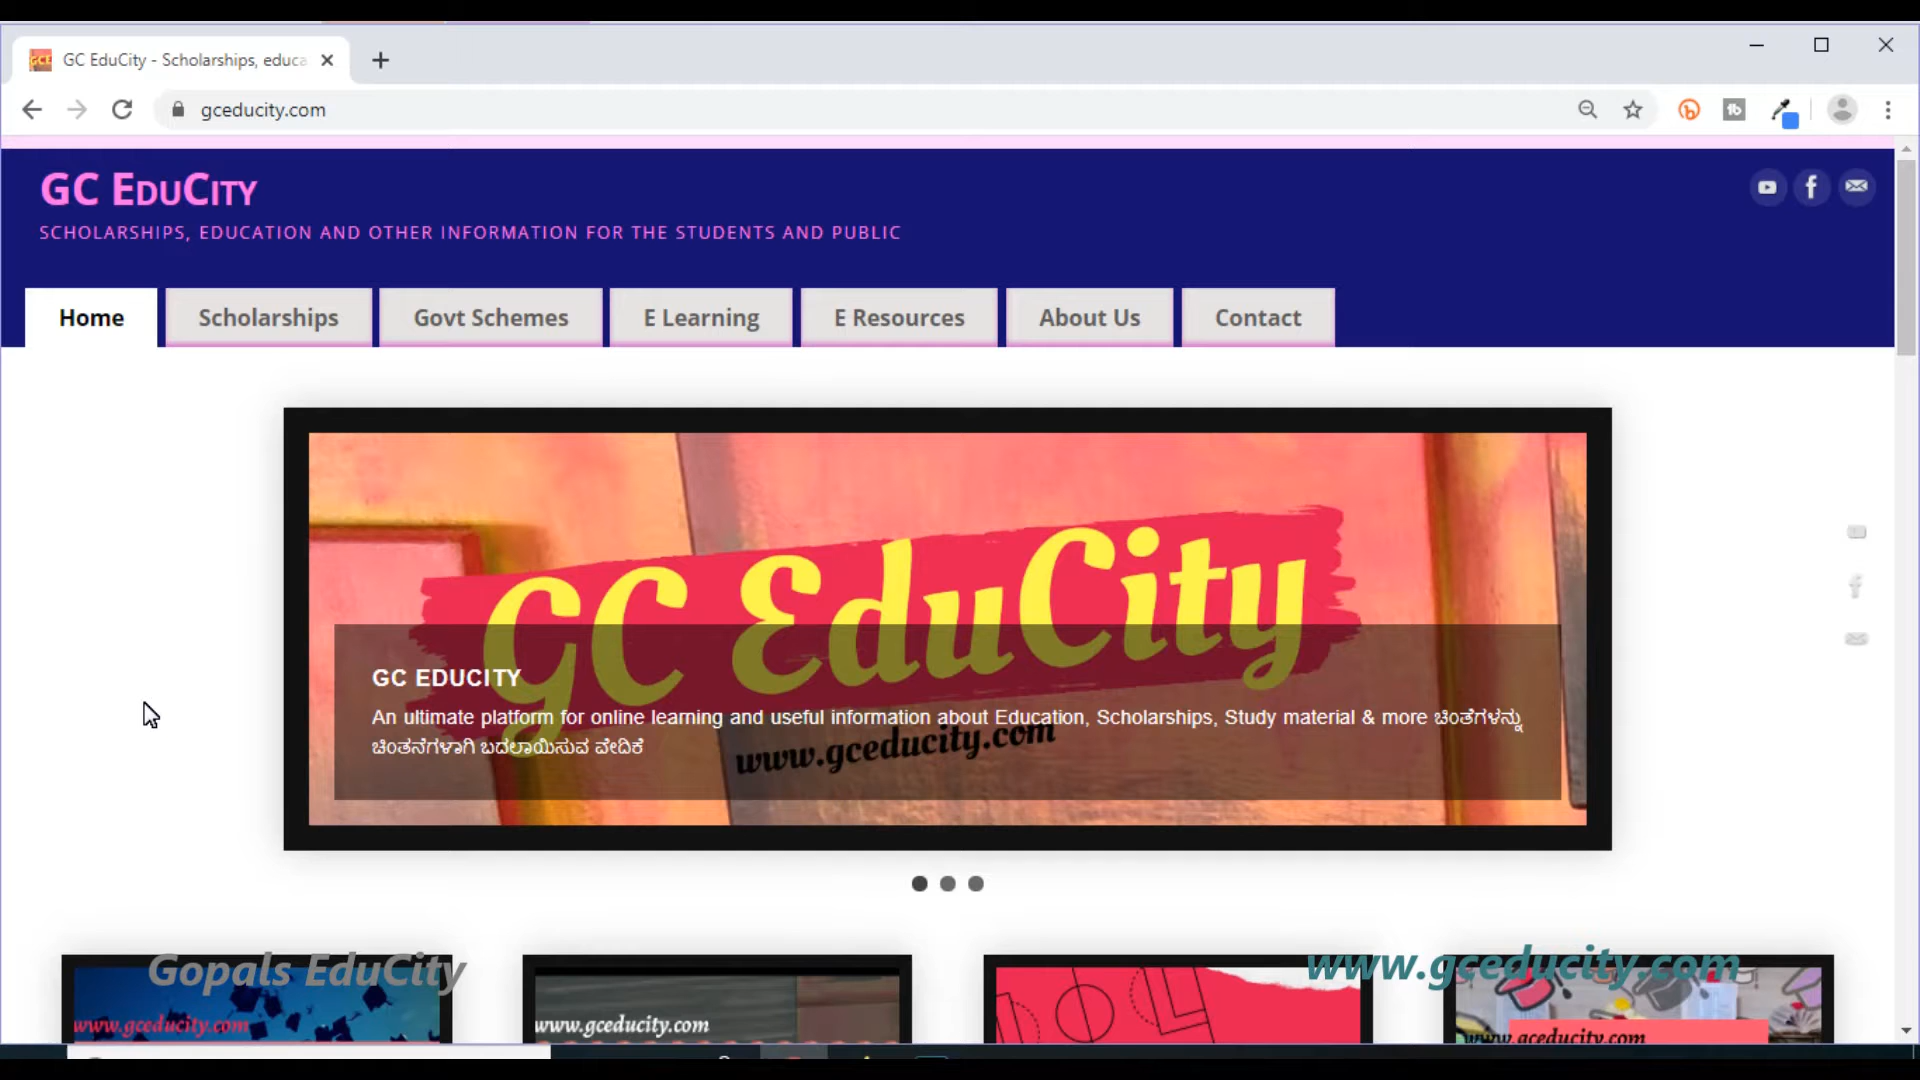 GC EduCity - Scholarships, educa
gceducity.com
GC EDUCITY
SCHOLARSHIPS, EDUCATION AND OTHER INFORMATION FOR THE STUDENTS AND PUBLIC
Home Scholarships Govt Schemes E Learning E Resources About Us Contact
GC EduCity
GC EDUCITY
An ultimate platform for online learning and useful information about Education, Scholarships, Study material & more ಚಿಂತೆಗಳನ್ನು
ಚಿಂತನೆಗಳಾಗಿ ಬದಲಾಯಿಸುವ ವೇದಿಕೆ
www.gceducity.com
Gopals EduCity www.gceducity.com
www.gceducity.com www.gceducity.com www.gceducity.com